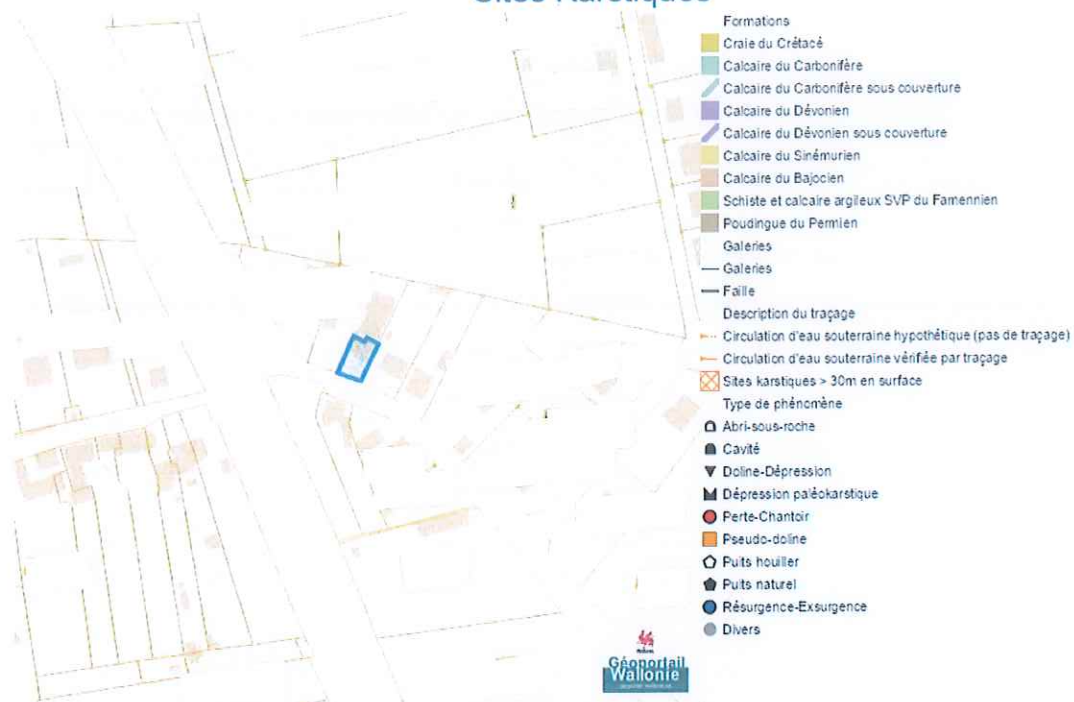 Sites Karstiques
Formations
Craie du Crétacé
Calcaire du Carbonifère
Calcaire du Carbonifère sous couverture
Calcaire du Dévonien
Calcaire du Dévonien sous couverture
Calcaire du Sinémurien
Calcaire du Bajocien
Schiste et calcaire argileux SVP du Famennien
Poudingue du Permien
Galeries
Galeries
Faille
Description du traçage
Circulation d'eau souterraine hypothétique (pas de traçage)
Circulation d'eau souterraine vérifiée par traçage
Sites karstiques > 30m en surface
Type de phénomène
Abri-sous-roche
Cavité
Doline-Dépression
Dépression paléokarstique
Perte-Chantoir
Pseudo-doline
Puits houiller
Puits naturel
Résurgence-Exsurgence
Divers
Géoportail
Wallonie